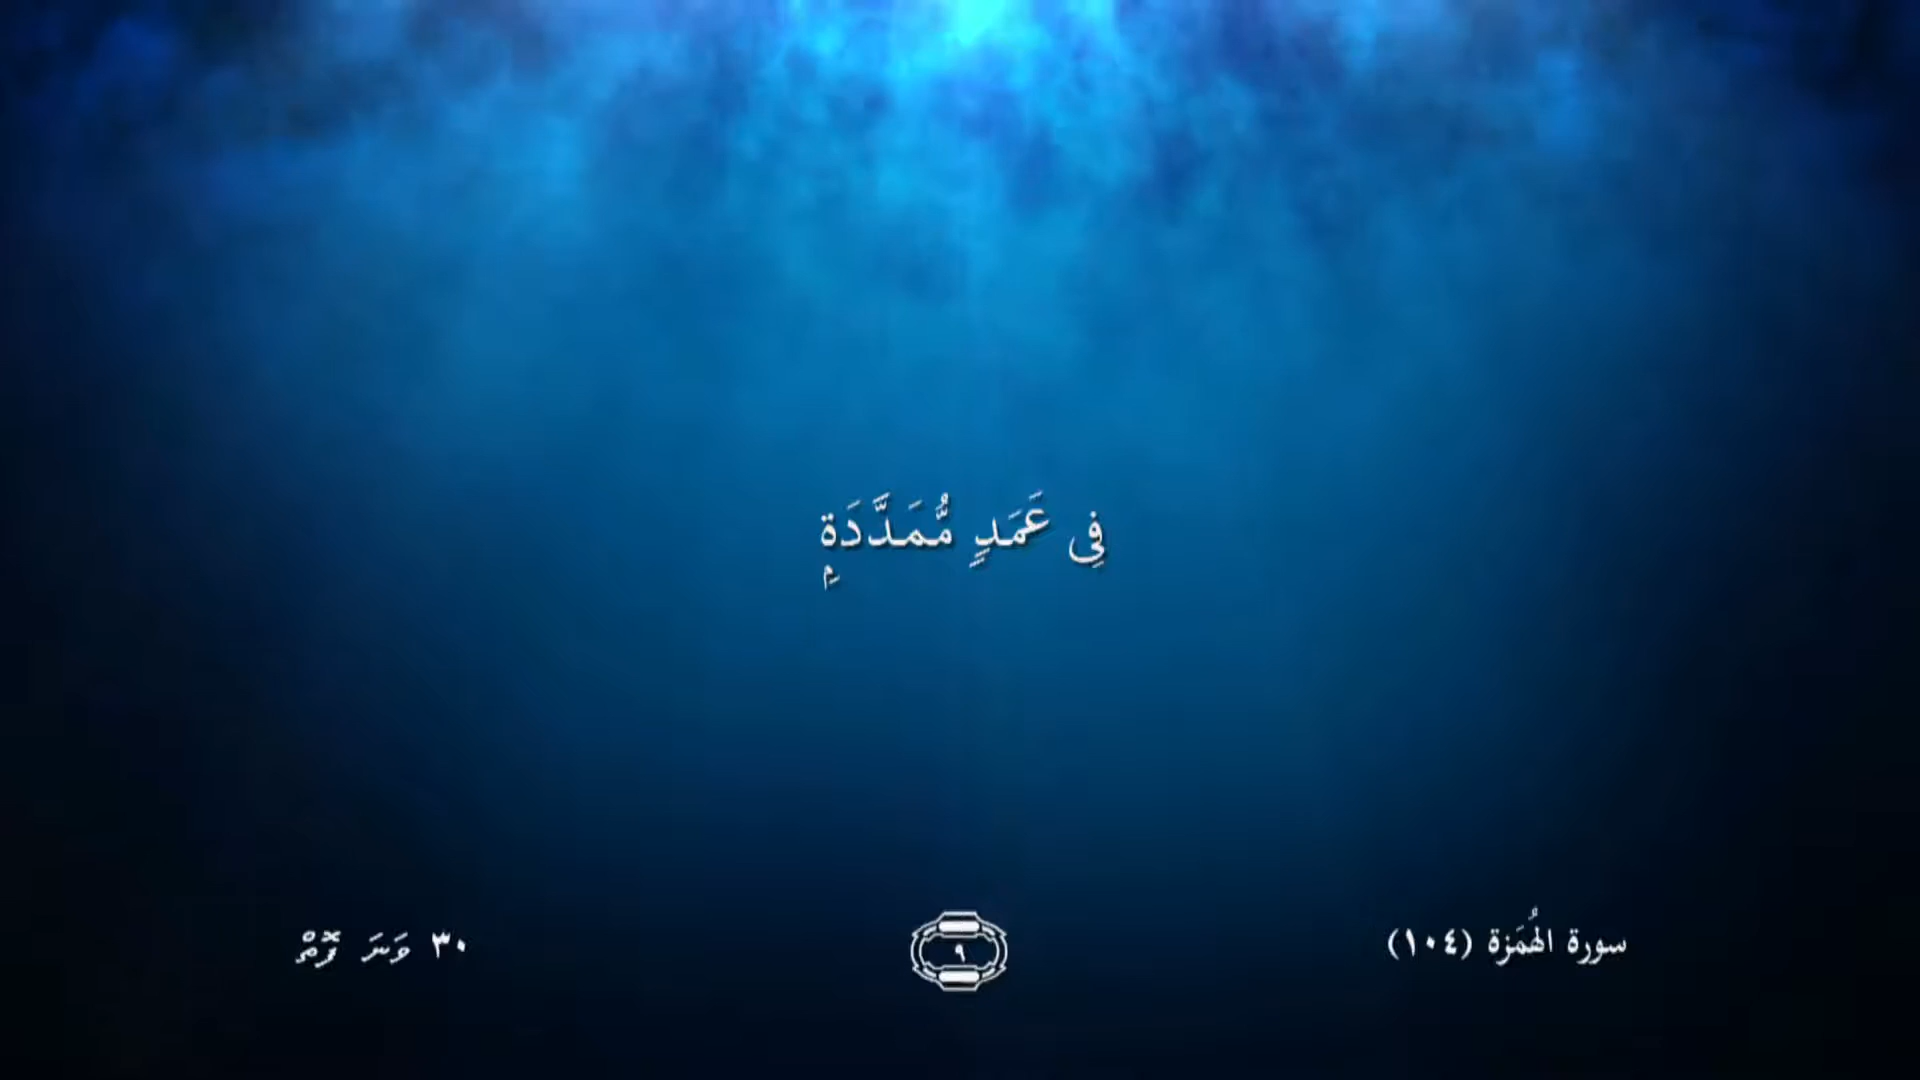 فِى عَمَدٍ مُّمَدَّدَةِۭ
سورة الهُمَزة (١٠٤)
٩
٣٠ ވަނަ ފޮތް